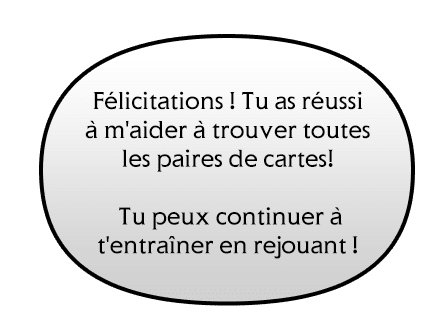 Félicitations ! Tu as réussi
à m'aider à trouver toutes
les paires de cartes!
Tu peux continuer à
t'entraîner en rejouant !